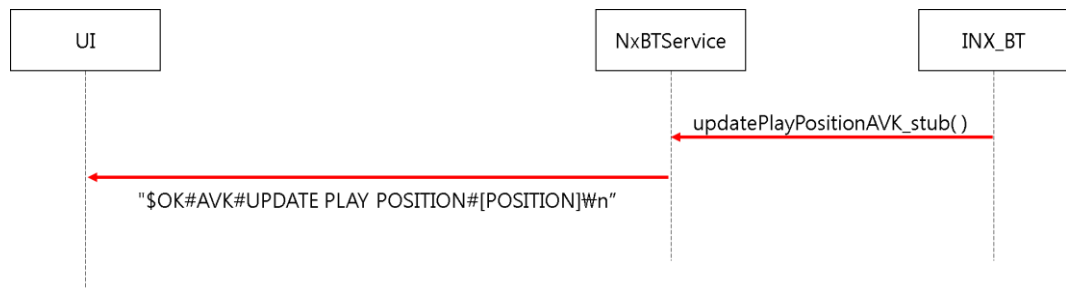 UI
NxBTService
INX_BT
updatePlayPositionAVK_stub( )
"$OK#AVK#UPDATE PLAY POSITION#[POSITION]₩n”